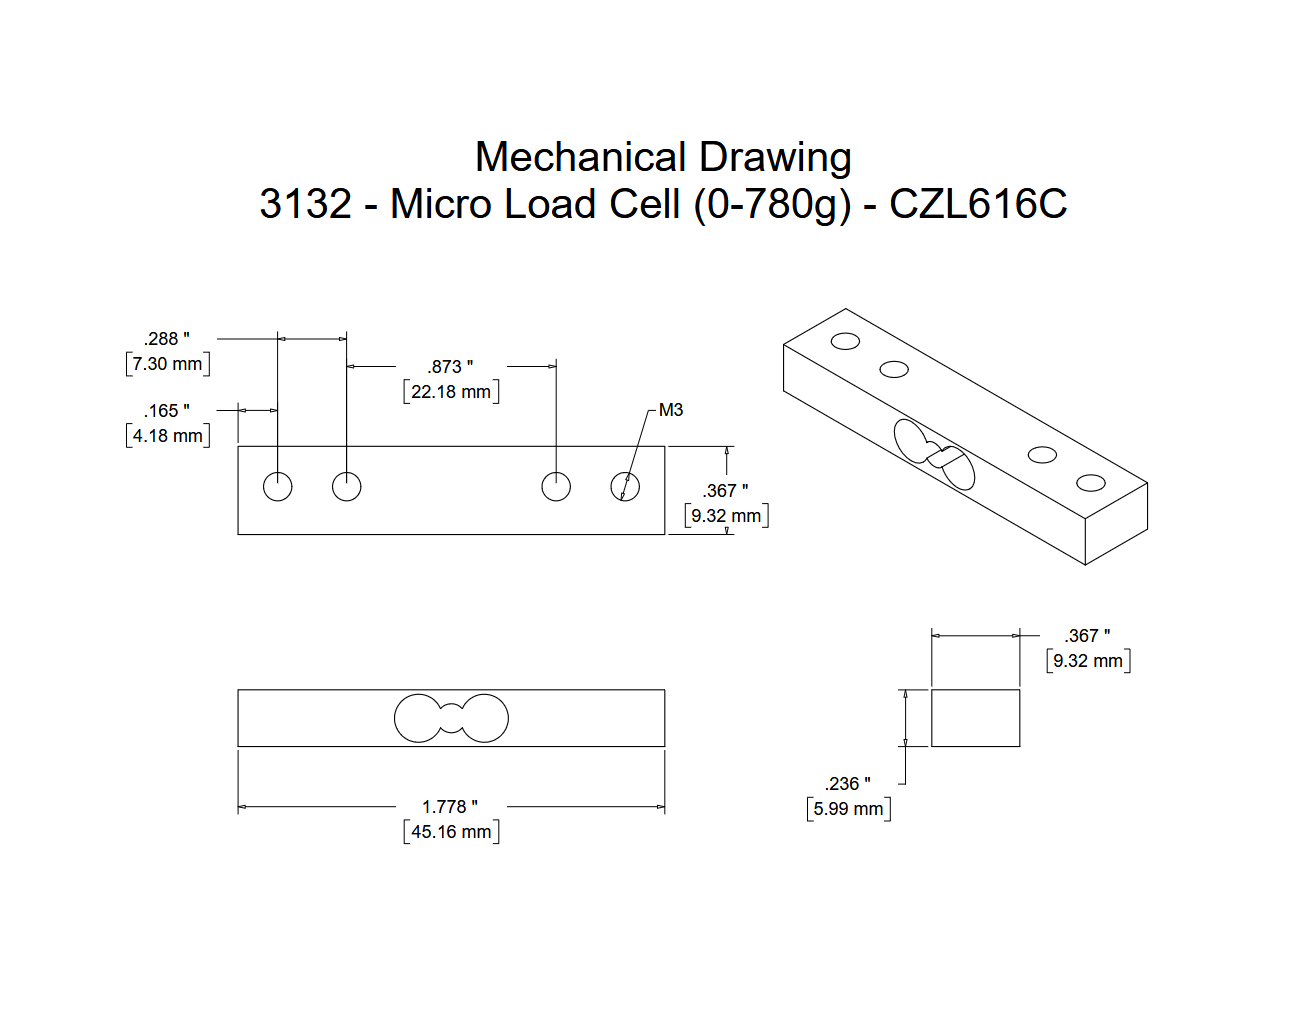 Mechanical Drawing
3132 - Micro Load Cell (0-780g) - CZL616C
.288 "
[7.30 mm]
.873 "
[22.18 mm]
.165 "
[4.18 mm]
M3
.367 "
[9.32 mm]
.367 "
[9.32 mm]
1.778 "
[45.16 mm]
.236 "
[5.99 mm]